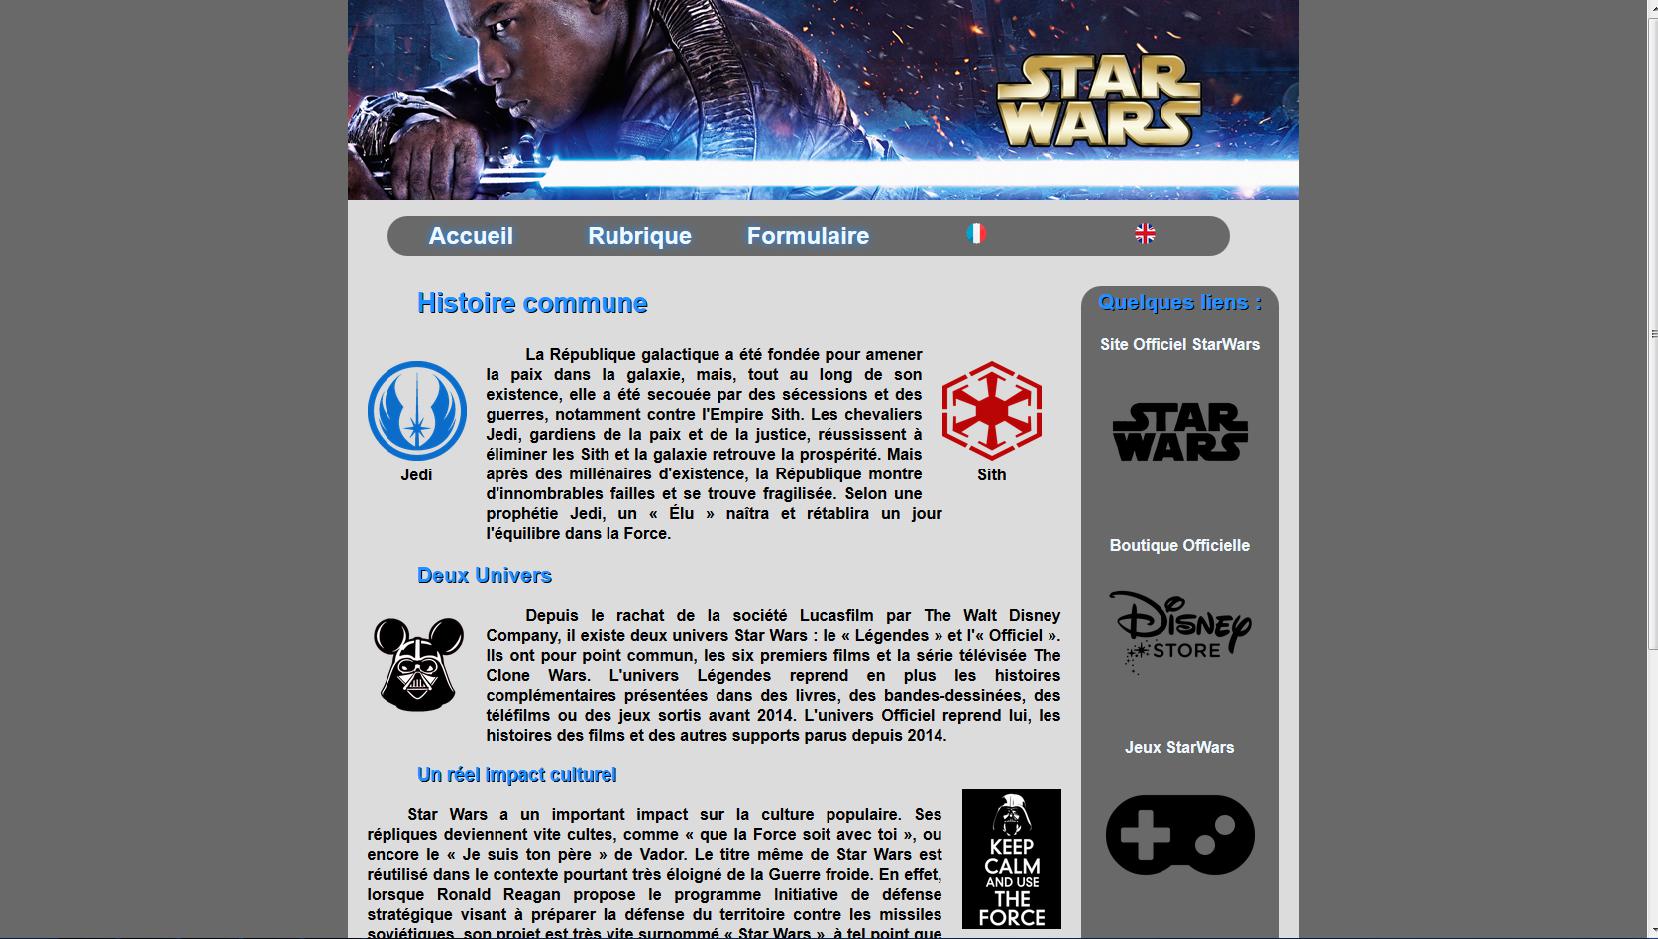 STAR
WARS
Accueil
Rubrique
Formulaire
Histoire commune
La République galactique a été fondée pour amener
la paix dans la galaxie, mais, tout au long de son
existence, elle a été secouée par des sécessions et des
guerres, notamment contre l'Empire Sith. Les chevaliers
Jedi, gardiens de la paix et de la justice, réussissent à
éliminer les Sith et la galaxie retrouve la prospérité. Mais
après des millénaires d'existence, la République montre
d'innombrables failles et se trouve fragilisée. Selon une
prophétie Jedi, un « Élu » naîtra et rétablira un jour
l'équilibre dans la Force.
Jedi
Sith
Deux Univers
Depuis le rachat de la société Lucasfilm par The Walt Disney
Company, il existe deux univers Star Wars : le « Légendes » et l'« Officiel ».
Ils ont pour point commun, les six premiers films et la série télévisée The
Clone Wars. L'univers Légendes reprend en plus les histoires
complémentaires présentées dans des livres, des bandes-dessinées, des
téléfilms ou des jeux sortis avant 2014. L'univers Officiel reprend lui, les
histoires des films et des autres supports parus depuis 2014.
Un réel impact culturel
Star Wars a un important impact sur la culture populaire. Ses
répliques deviennent vite cultes, comme « que la Force soit avec toi », ou
encore le « Je suis ton père » de Vador. Le titre même de Star Wars est
réutilisé dans le contexte pourtant très éloigné de la Guerre froide. En effet,
lorsque Ronald Reagan propose le programme Initiative de défense
stratégique visant à préparer la défense du territoire contre les missiles
soviétiques, son projet est très vite surnommé « Star Wars », à tel point que
KEEP
CALM
AND USE
THE
FORCE
Quelques liens :
Site Officiel StarWars
STAR
WARS
Boutique Officielle
DISNEY
STORE
Jeux StarWars